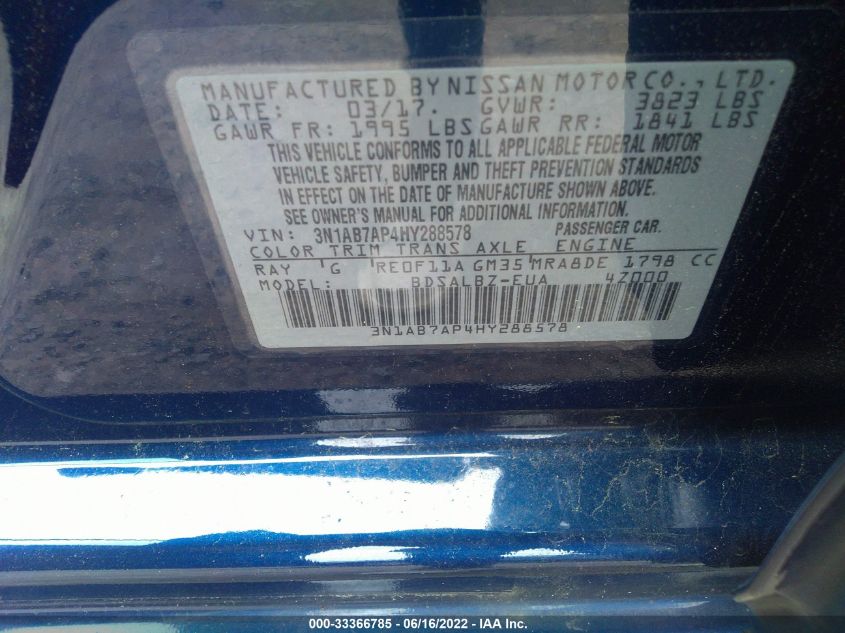 MANUFACTURED BY NISSAN MOTOR CO., LTD.
DATE: 03/17. GVWR: 3823 LBS
GAWR FR: 1995 LBS GAWR RR: 1841 LBS
THIS VEHICLE CONFORMS TO ALL APPLICABLE FEDERAL MOTOR
VEHICLE SAFETY, BUMPER AND THEFT PREVENTION STANDARDS
IN EFFECT ON THE DATE OF MANUFACTURE SHOWN ABOVE.
SEE OWNER'S MANUAL FOR ADDITIONAL INFORMATION.
VIN: 3N1AB7AP4HY288578 PASSENGER CAR.
COLOR TRIM TRANS AXLE ENGINE
RAY 'G RE0F11A GM35 MRA8DE 1798 CC
MODEL: BDSALBZ-EUA 4Z000
3N1AB7AP4HY288578
000-33366785 - 06/16/2022 - IAA Inc.